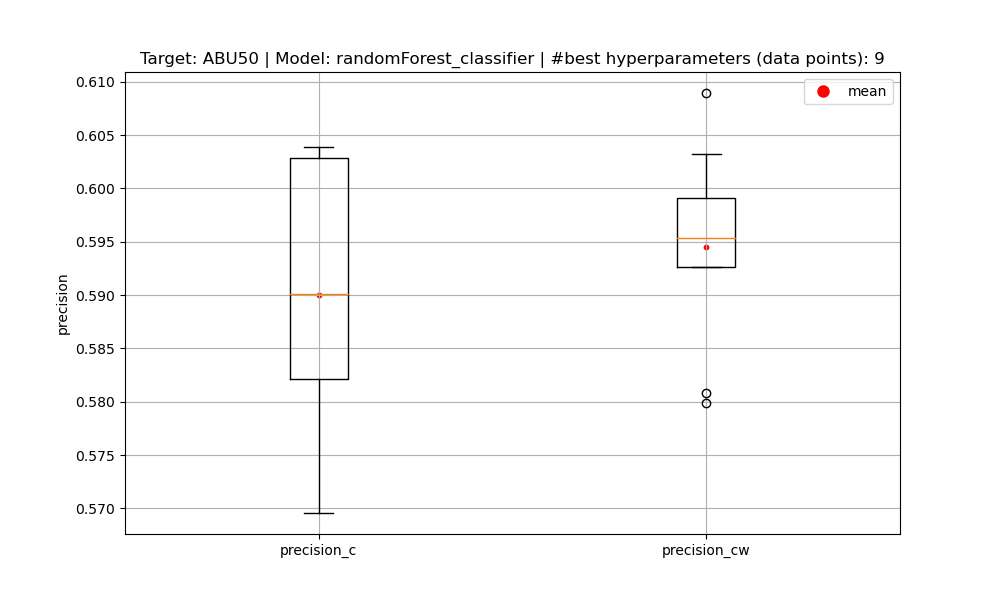 Target: ABU50 | Model: randomForest_classifier | #best hyperparameters (data points): 9
mean
0.610
0.605
0.600
0.595
0.590
0.585
0.580
0.575
0.570
precision
precision_c
precision_cw